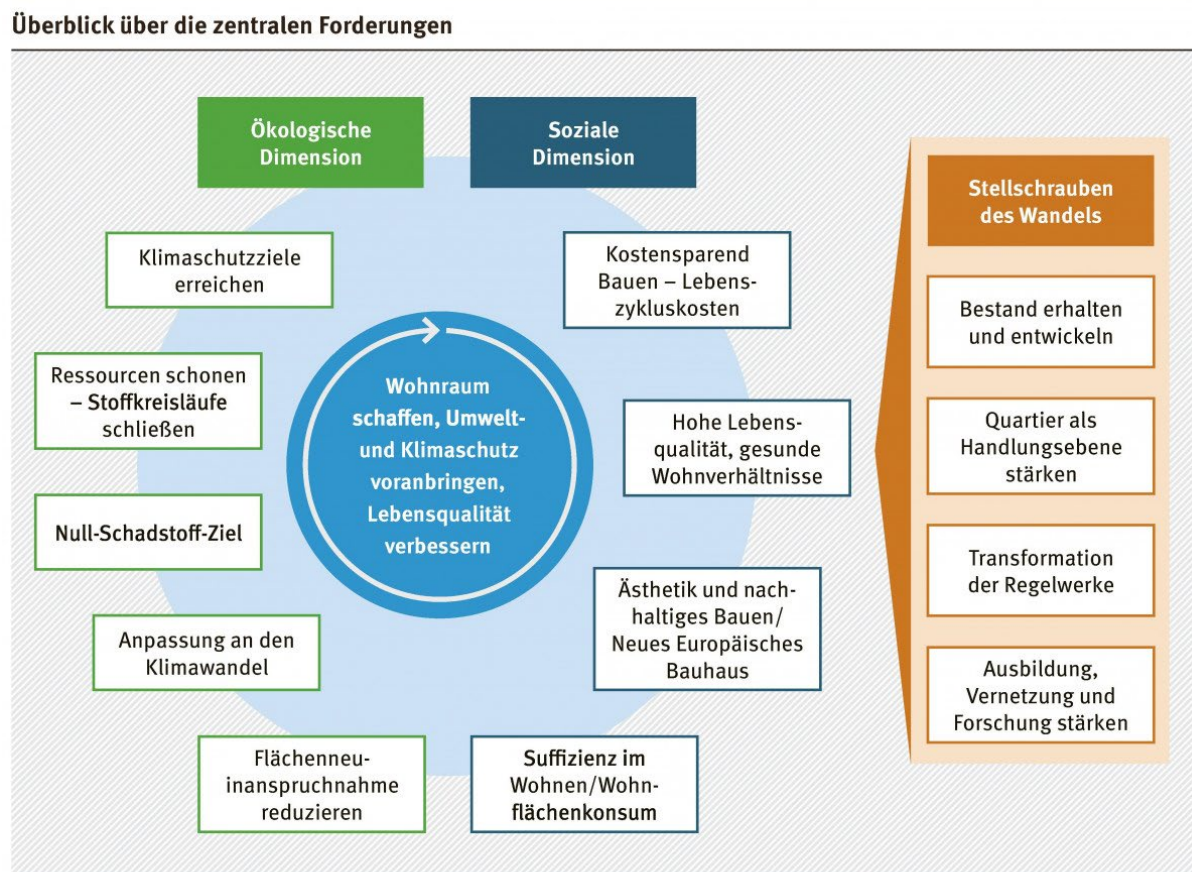 Überblick über die zentralen Forderungen
Ökologische
Dimension
Soziale
Dimension
Klimaschutzziele
erreichen
Ressourcen schonen
– Stoffkreisläufe
schließen
Null-Schadstoff-Ziel
Anpassung an den
Klimawandel
Flächenneu-
inanspruchnahme
reduzieren
Wohnraum
schaffen, Umwelt-
und Klimaschutz
voranbringen,
Lebensqualität
verbessern
Kostensparend
Bauen – Lebens-
zykluskosten
Hohe Lebens-
qualität, gesunde
Wohnverhältnisse
Ästhetik und nach-
haltiges Bauen/
Neues Europäisches
Bauhaus
Suffizienz im
Wohnen/Wohn-
flächenkonsum
Stellschrauben
des Wandels
Bestand erhalten
und entwickeln
Quartier als
Handlungsebene
stärken
Transformation
der Regelwerke
Ausbildung,
Vernetzung und
Forschung stärken